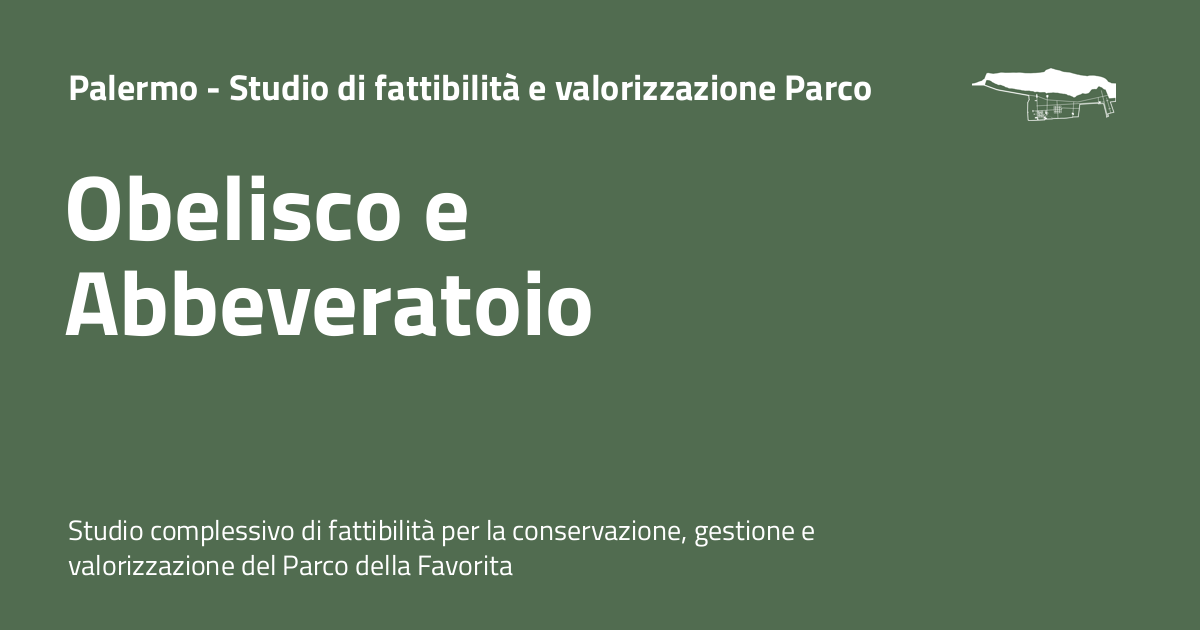 Palermo - Studio di fattibilità e valorizzazione Parco
Obelisco e
Abbeveratoio
Studio complessivo di fattibilità per la conservazione, gestione e
valorizzazione del Parco della Favorita